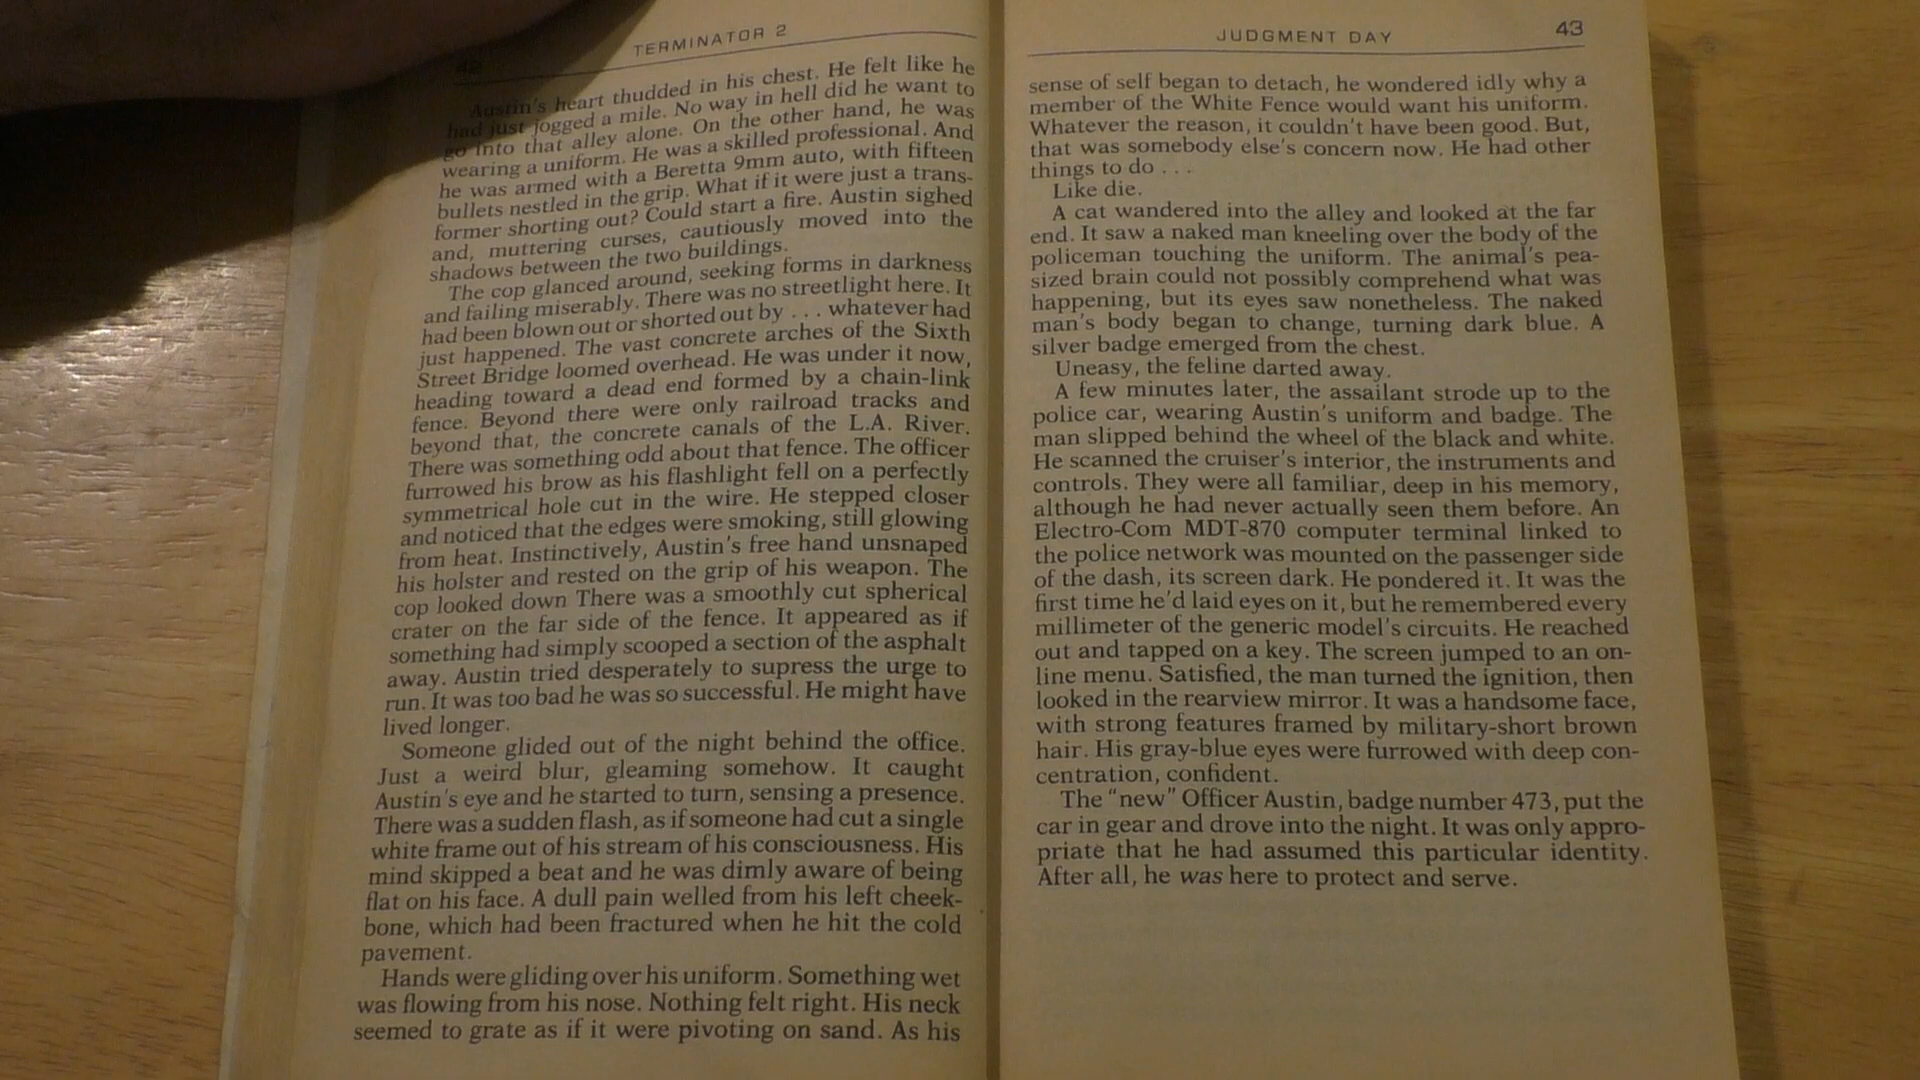 TERMINATOR 2
42
Austin's heart thudded in his chest. He felt like he
had just jogged a mile. No way in hell did he want to
go into that alley alone. On the other hand, he was
wearing a uniform. He was a skilled professional. And
he was armed with a Beretta 9mm auto, with fifteen
bullets nestled in the grip. What if it were just a trans-
former shorting out? Could start a fire. Austin sighed
and, muttering curses, cautiously moved into the
shadows between the two buildings.
The cop glanced around, seeking forms in darkness
and failing miserably. There was no streetlight here. It
had been blown out or shorted out by . . . whatever had
just happened. The vast concrete arches of the Sixth
Street Bridge loomed overhead. He was under it now,
heading toward a dead end formed by a chain-link
fence. Beyond there were only railroad tracks and
beyond that, the concrete canals of the L.A. River.
There was something odd about that fence. The officer
furrowed his brow as his flashlight fell on a perfectly
symmetrical hole cut in the wire. He stepped closer
and noticed that the edges were smoking, still glowing
from heat. Instinctively, Austin's free hand unsnaped
his holster and rested on the grip of his weapon. The
cop looked down There was a smoothly cut spherical
crater on the far side of the fence. It appeared as if
something had simply scooped a section of the asphalt
away. Austin tried desperately to supress the urge to
run. It was too bad he was so successful. He might have
lived longer.
Someone glided out of the night behind the office.
Just a weird blur, gleaming somehow. It caught
Austin's eye and he started to turn, sensing a presence.
There was a sudden flash, as if someone had cut a single
white frame out of his stream of his consciousness. His
mind skipped a beat and he was dimly aware of being
flat on his face. A dull pain welled from his left cheek-
bone, which had been fractured when he hit the cold
pavement.
Hands were gliding over his uniform. Something wet
was flowing from his nose. Nothing felt right. His neck
seemed to grate as if it were pivoting on sand. As his
JUDGMENT DAY
43
sense of self began to detach, he wondered idly why a
member of the White Fence would want his uniform.
Whatever the reason, it couldn't have been good. But,
that was somebody else's concern now. He had other
things to do . . .
Like die.
A cat wandered into the alley and looked at the far
end. It saw a naked man kneeling over the body of the
policeman touching the uniform. The animal's pea-
sized brain could not possibly comprehend what was
happening, but its eyes saw nonetheless. The naked
man's body began to change, turning dark blue. A
silver badge emerged from the chest.
Uneasy, the feline darted away.
A few minutes later, the assailant strode up to the
police car, wearing Austin's uniform and badge. The
man slipped behind the wheel of the black and white.
He scanned the cruiser's interior, the instruments and
controls. They were all familiar, deep in his memory,
although he had never actually seen them before. An
Electro-Com MDT-870 computer terminal linked to
the police network was mounted on the passenger side
of the dash, its screen dark. He pondered it. It was the
first time he'd laid eyes on it, but he remembered every
millimeter of the generic model's circuits. He reached
out and tapped on a key. The screen jumped to an on-
line menu. Satisfied, the man turned the ignition, then
looked in the rearview mirror. It was a handsome face,
with strong features framed by military-short brown
hair. His gray-blue eyes were furrowed with deep con-
centration, confident.
The "new" Officer Austin, badge number 473, put the
car in gear and drove into the night. It was only appro-
priate that he had assumed this particular identity.
After all, he was here to protect and serve.